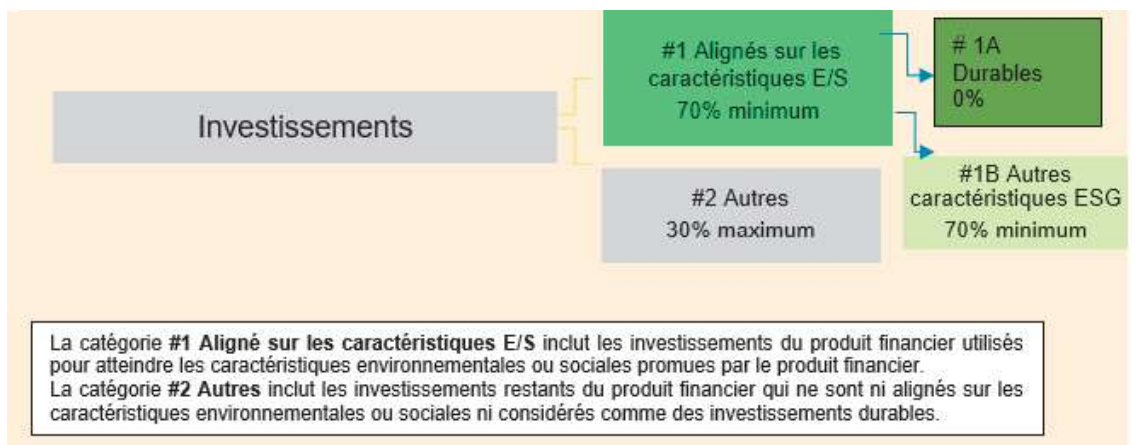 #1 Alignés sur les
caractéristiques E/S
70% minimum
# 1A
Durables
0%
Investissements
#2 Autres
30% maximum
#1B Autres
caractéristiques ESG
70% minimum
La catégorie #1 Aligné sur les caractéristiques E/S inclut les investissements du produit financier utilisés
pour atteindre les caractéristiques environnementales ou sociales promues par le produit financier.
La catégorie #2 Autres inclut les investissements restants du produit financier qui ne sont ni alignés sur les
caractéristiques environnementales ou sociales ni considérés comme des investissements durables.